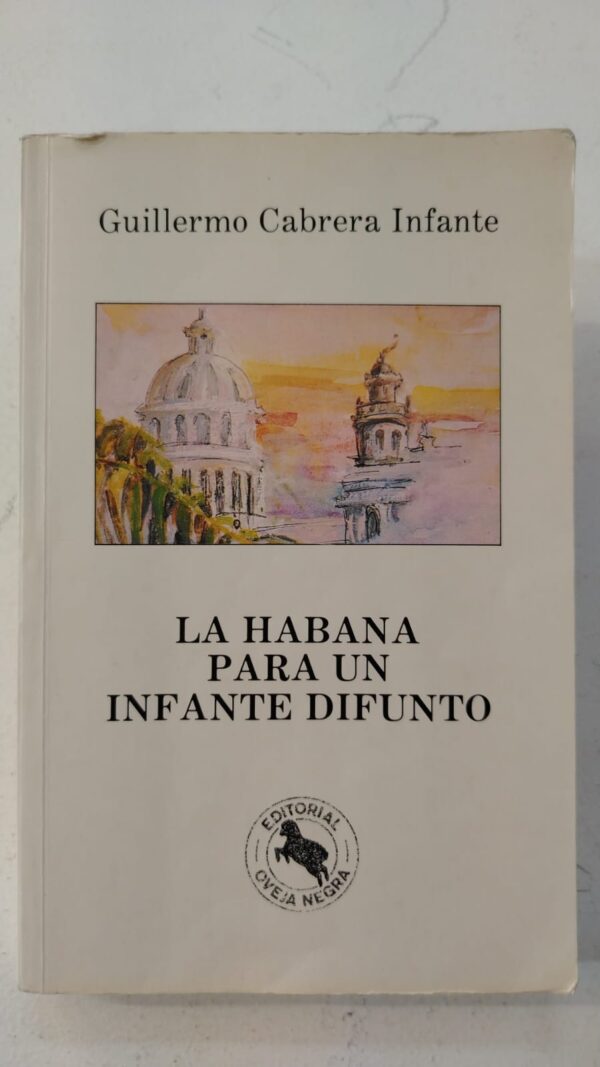 Guillermo Cabrera Infante
LA HABANA
PARA UN
INFANTE DIFUNTO
EDITORIAL
OVEJA NEGRA